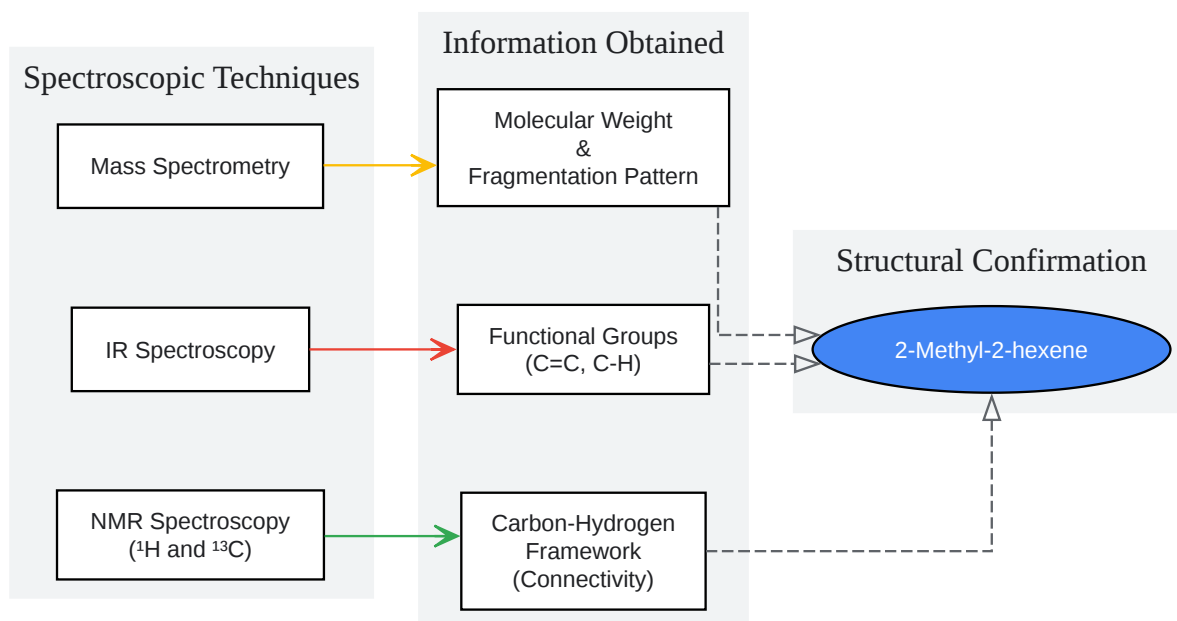 Spectroscopic Techniques
Mass Spectrometry
IR Spectroscopy
NMR Spectroscopy
(¹H and ¹³C)
Information Obtained
Molecular Weight
&
Fragmentation Pattern
Functional Groups
(C=C, C-H)
Carbon-Hydrogen
Framework
(Connectivity)
Structural Confirmation
2-Methyl-2-hexene